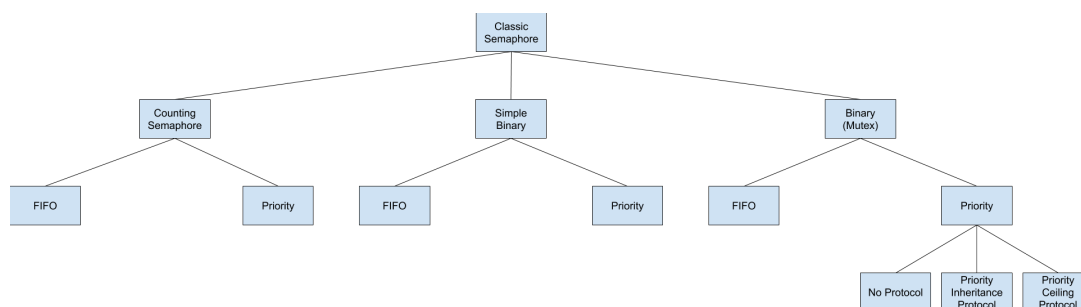 Classic
Semaphore
Counting
Semaphore
Simple
Binary
Binary
(Mutex)
FIFO
Priority
FIFO
Priority
FIFO
Priority
No Protocol
Priority
Inheritance
Protocol
Priority
Ceiling
Protocol